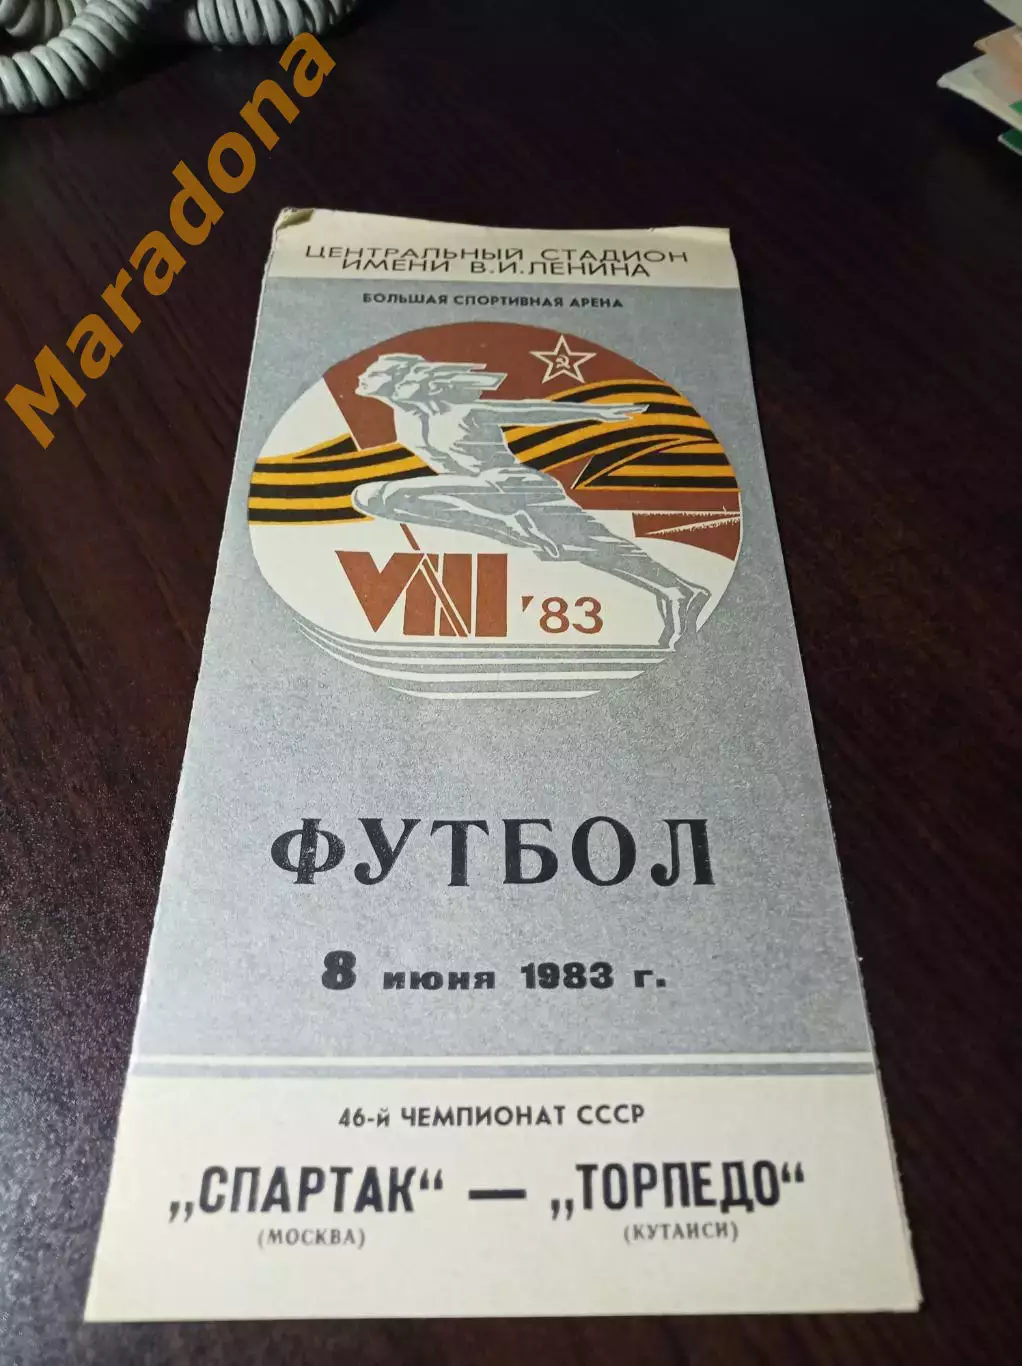 Maradona
ЦЕНТРАЛЬНЫЙ СТАДИОН
ИМЕНИ В.И.ЛЕНИНА
БОЛЬШАЯ СПОРТИВНАЯ АРЕНА
VIII '83
ФУТБОЛ
8 июня 1983 г.
46-й ЧЕМПИОНАТ СССР
„СПАРТАК“ — „ТОРПЕДО“
(МОСКВА) (КУТАИСИ)